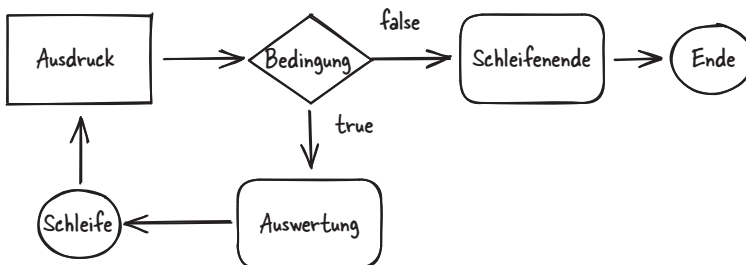 false
Ausdruck
Bedingung
Schleifenende
Ende
true
Schleife
Auswertung